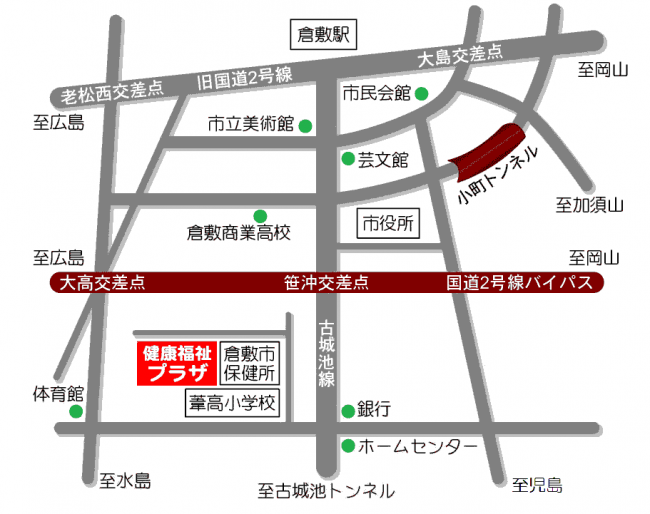 倉敷駅
大島交差点
至岡山
旧国道2号線
老松西交差点
市民会館
至広島
市立美術館
芸文館
小町トンネル
至加須山
市役所
倉敷商業高校
至広島
至岡山
大高交差点
笹沖交差点
国道2号線バイパス
古城池線
健康福祉
プラザ
倉敷市
保健所
体育館
葦高小学校
銀行
ホームセンター
至水島
至古城池トンネル
至児島